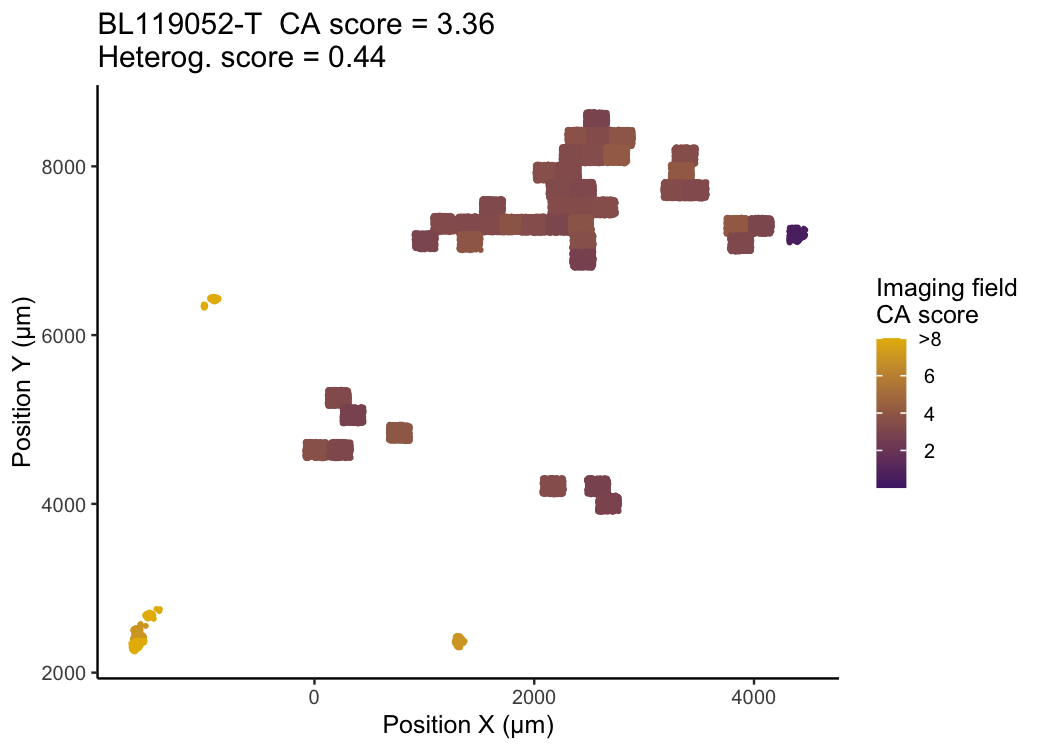 BL119052-T  CA score = 3.36
Heterog. score = 0.44
Position Y (µm)
8000
6000
4000
2000
0
2000
4000
Position X (µm)
Imaging field
CA score
>8
6
4
2